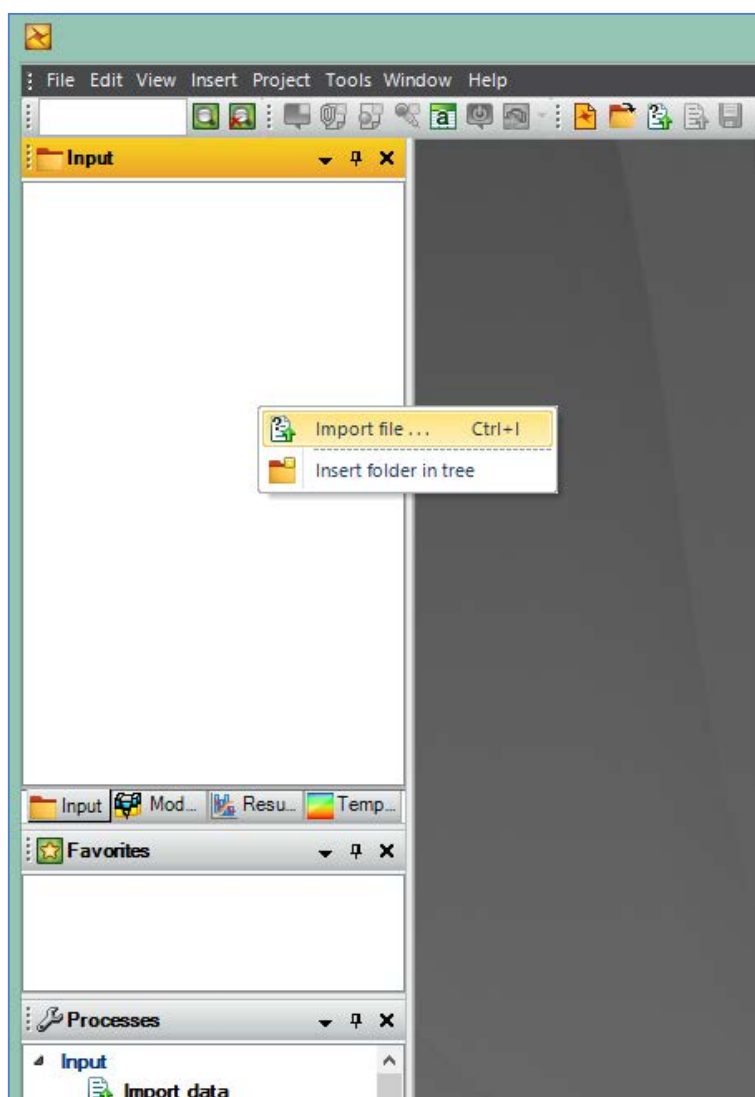 File Edit View Insert Project Tools Window Help
a
Input
Import file ... Ctrl+I
Insert folder in tree
Input Mod... Resu... Temp...
Favorites
Processes
Input
Import data